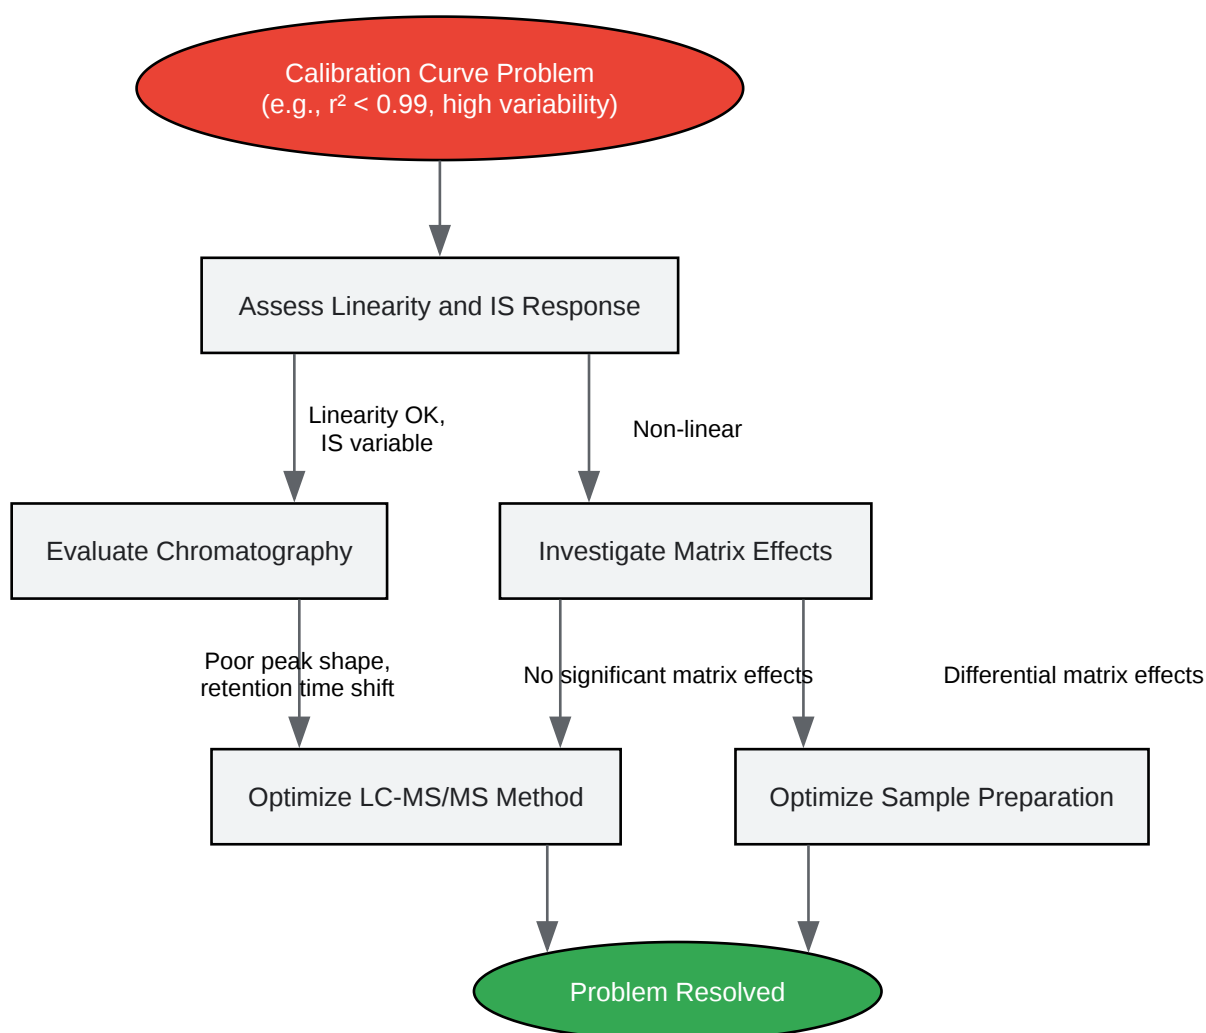 Calibration Curve Problem
(e.g., r² < 0.99, high variability)
Assess Linearity and IS Response
Linearity OK,
IS variable
Non-linear
Evaluate Chromatography
Investigate Matrix Effects
Poor peak shape,
retention time shift
No significant matrix effects
Differential matrix effects
Optimize LC-MS/MS Method
Optimize Sample Preparation
Problem Resolved